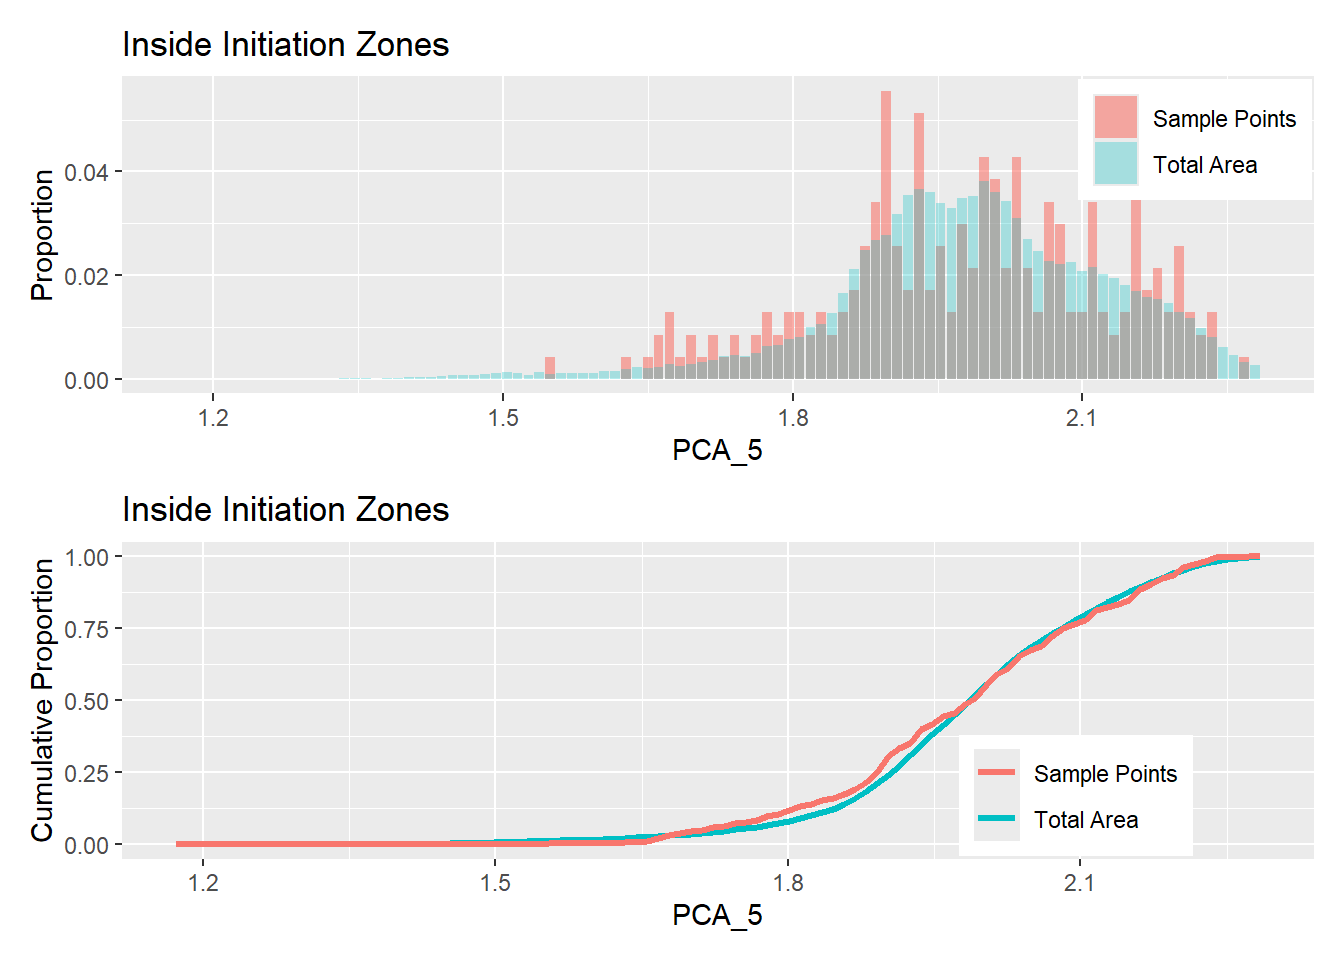 Inside Initiation Zones
Proportion
0.04
0.02
0.00
Sample Points
Total Area
1.2 1.5 1.8 2.1
PCA_5
Inside Initiation Zones
Cumulative Proportion
1.00
0.75
0.50
0.25
0.00
Sample Points
Total Area
1.2 1.5 1.8 2.1
PCA_5